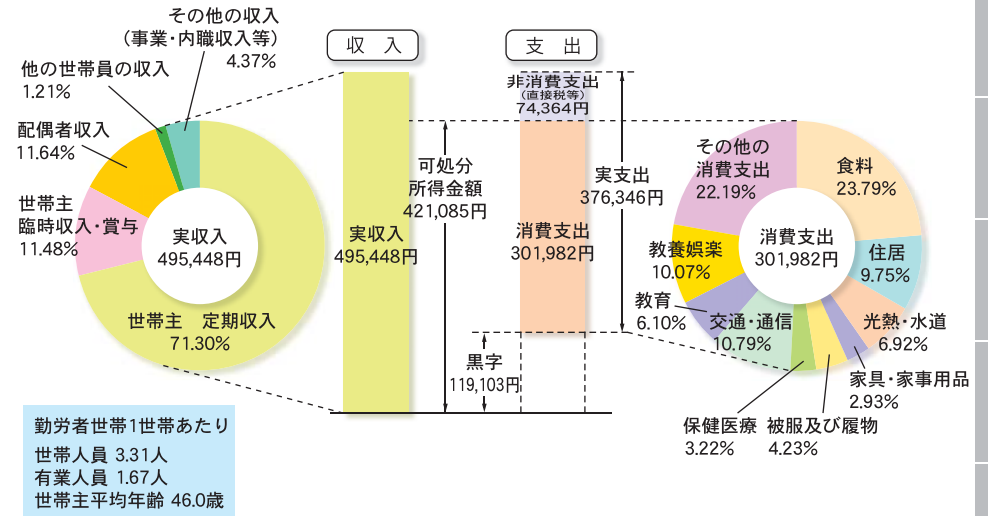 収 入
支 出
その他の収入
(事業・内職収入等)
4.37%
他の世帯員の収入
1.21%
配偶者収入
11.64%
世帯主
臨時収入・賞与
11.48%
実収入
495,448円
世帯主 定期収入
71.30%
実収入
495,448円
可処分
所得金額
421,085円
非消費支出
(直接税等)
74,364円
消費支出
301,982円
実支出
376,346円
黒字
119,103円
その他の
消費支出
22.19%
食料
23.79%
教養娯楽
10.07%
消費支出
301,982円
住居
9.75%
教育
6.10%
交通・通信
10.79%
光熱・水道
6.92%
家具・家事用品
2.93%
保健医療
3.22%
被服及び履物
4.23%
勤労者世帯1世帯あたり
世帯人員 3.31人
有業人員 1.67人
世帯主平均年齢 46.0歳